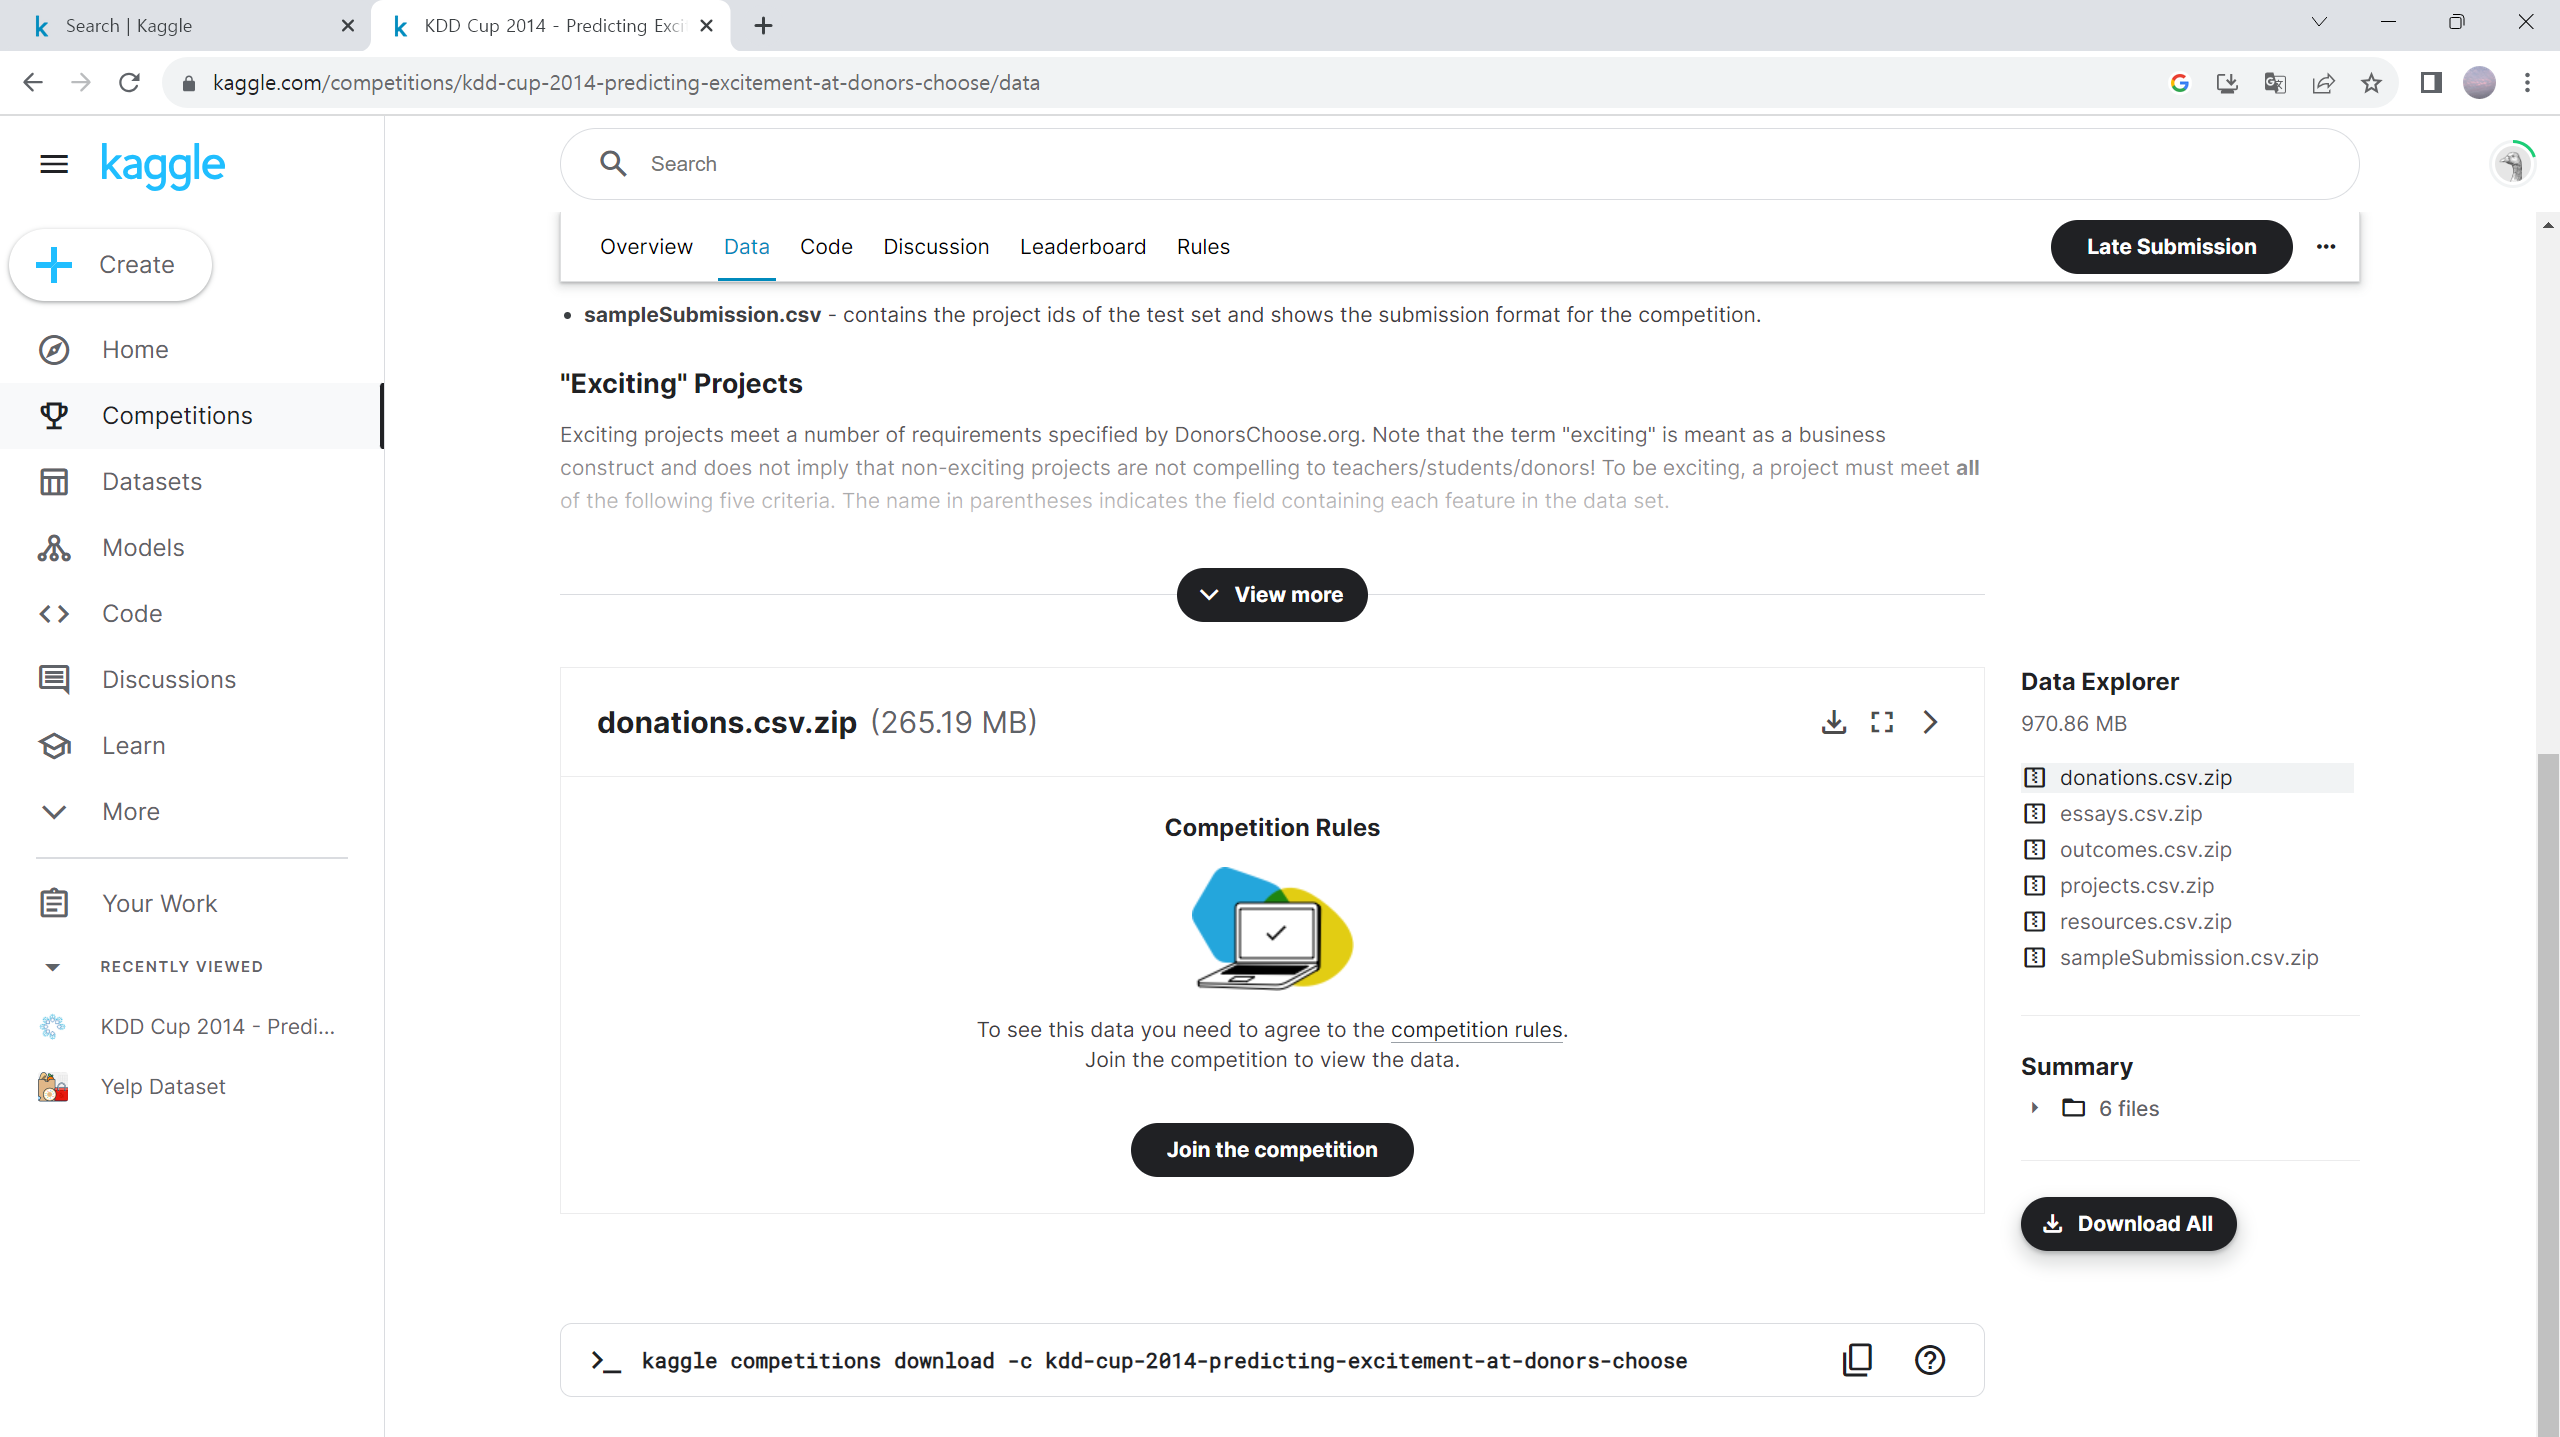 Search | Kaggle
KDD Cup 2014 - Predicting Exci
kaggle.com/competitions/kdd-cup-2014-predicting-excitement-at-donors-choose/data
kaggle
Search
Create
Home
Competitions
Datasets
Models
Code
Discussions
Learn
More
Your Work
RECENTLY VIEWED
KDD Cup 2014 - Predi...
Yelp Dataset
Overview Data Code Discussion Leaderboard Rules
Late Submission
• sampleSubmission.csv - contains the project ids of the test set and shows the submission format for the competition.
"Exciting" Projects
Exciting projects meet a number of requirements specified by DonorsChoose.org. Note that the term "exciting" is meant as a business
construct and does not imply that non-exciting projects are not compelling to teachers/students/donors! To be exciting, a project must meet all
of the following five criteria. The name in parentheses indicates the field containing each feature in the data set.
View more
donations.csv.zip (265.19 MB)
Competition Rules
To see this data you need to agree to the competition rules.
Join the competition to view the data.
Join the competition
Data Explorer
970.86 MB
donations.csv.zip
essays.csv.zip
outcomes.csv.zip
projects.csv.zip
resources.csv.zip
sampleSubmission.csv.zip
Summary
6 files
Download All
>_ kaggle competitions download -c kdd-cup-2014-predicting-excitement-at-donors-choose